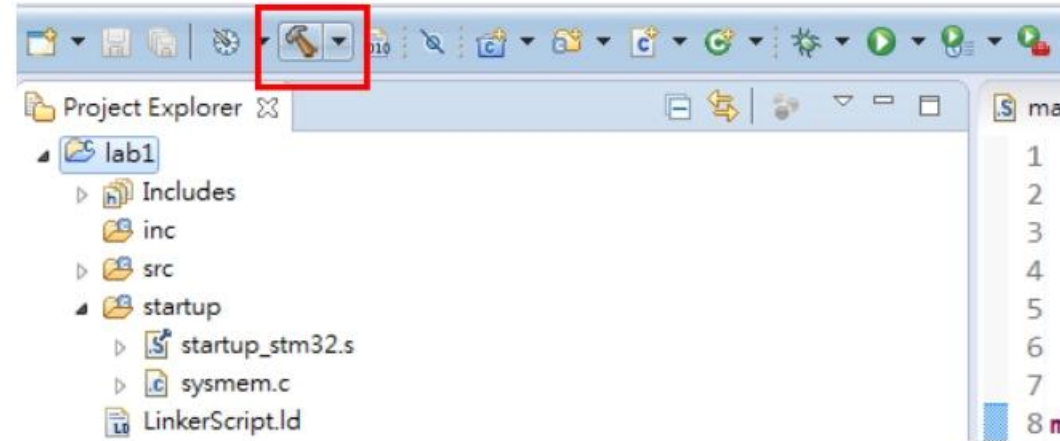 010
Project Explorer
ma
lab1
1
Includes
2
inc
3
src
4
startup
5
startup_stm32.s
6
sysmem.c
7
LinkerScript.ld
8